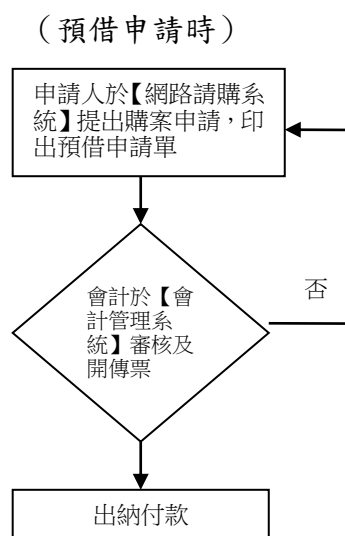 （預借申請時）
申請人於【網路請購系
統】提出購案申請，印
出預借申請單
會計於【會
計管理系
統】審核及
開傳票
否
出納付款